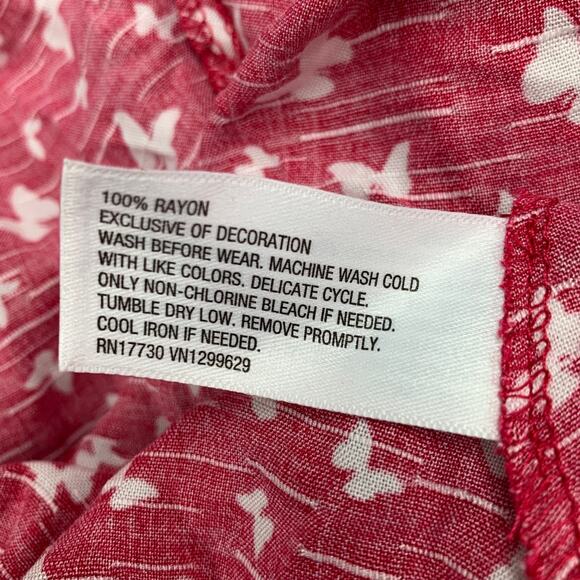 100% RAYON
EXCLUSIVE OF DECORATION
WASH BEFORE WEAR. MACHINE WASH COLD
WITH LIKE COLORS. DELICATE CYCLE.
ONLY NON-CHLORINE BLEACH IF NEEDED.
TUMBLE DRY LOW. REMOVE PROMPTLY.
COOL IRON IF NEEDED.
RN17730 VN1299629